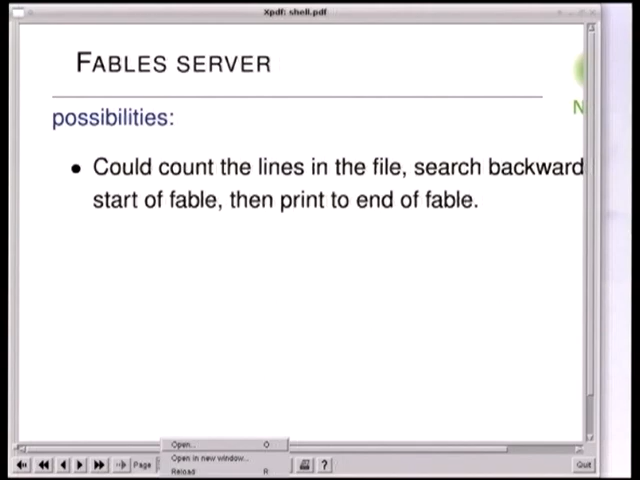 Xpdf: shell.pdf
FABLES SERVER
N
possibilities:
• Could count the lines in the file, search backward
start of fable, then print to end of fable.
Open... O
Open in new window...
Reload R
Page
?
Quit